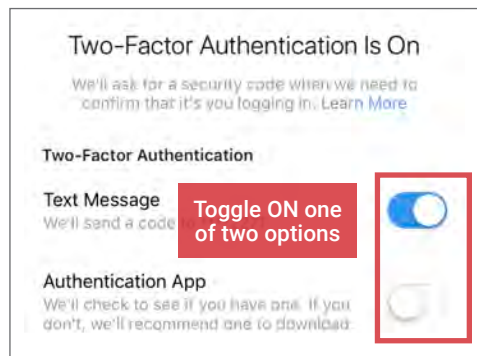 Two-Factor Authentication Is On
We'll ask for a security code when we need to
confirm that it's you logging in. Learn More
Two-Factor Authentication
Text Message
We'll send a code
Toggle ON one
of two options
Authentication App
We'll check to see if you have one. If you
don't, we'll recommend one to download.